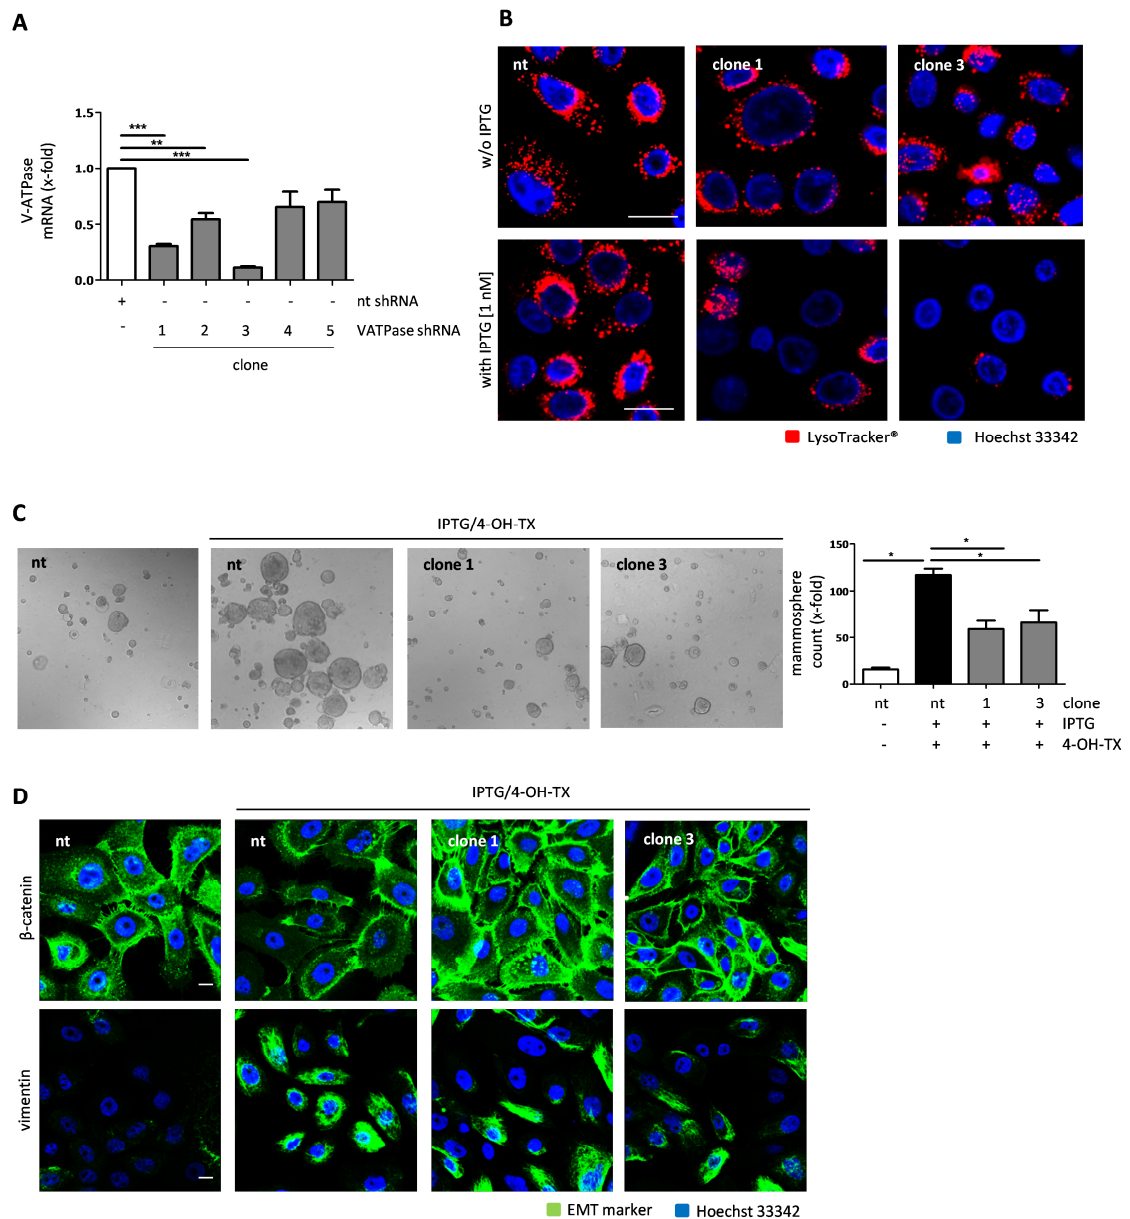 A
1.5
1.0
0.5
0.0
V-ATPase
mRNA (x-fold)
***
**
***
+ - - - - - nt shRNA
- 1 2 3 4 5 VATPase shRNA
clone
B
nt clone 1 clone 3
w/o IPTG
with IPTG [1 nM]
LysoTracker® Hoechst 33342
C
IPTG/4-OH-TX
nt nt clone 1 clone 3
150
100
50
0
mammosphere
count (x-fold)
* * *
nt nt 1 3 clone
- + + + IPTG
- + + + 4-OH-TX
D
IPTG/4-OH-TX
nt nt clone 1 clone 3
β-catenin
vimentin
EMT marker Hoechst 33342